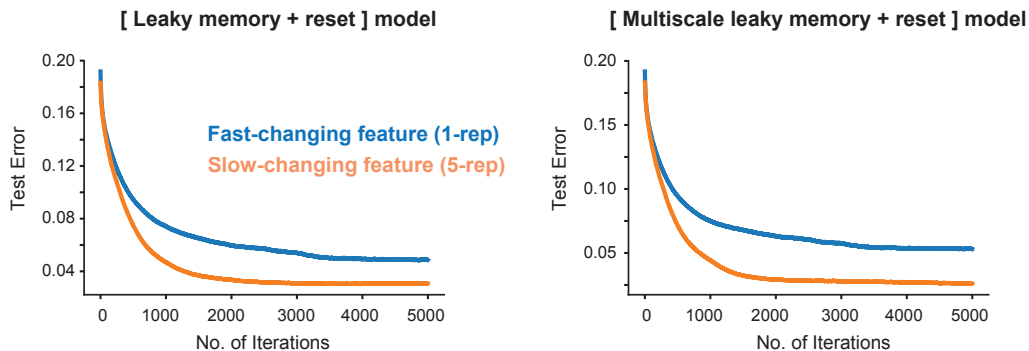 [ Leaky memory + reset ] model
0.20
0.16
0.12
0.08
0.04
Test Error
Fast-changing feature (1-rep)
Slow-changing feature (5-rep)
0 1000 2000 3000 4000 5000
No. of Iterations
[ Multiscale leaky memory + reset ] model
0.20
0.15
0.10
0.05
Test Error
0 1000 2000 3000 4000 5000
No. of Iterations